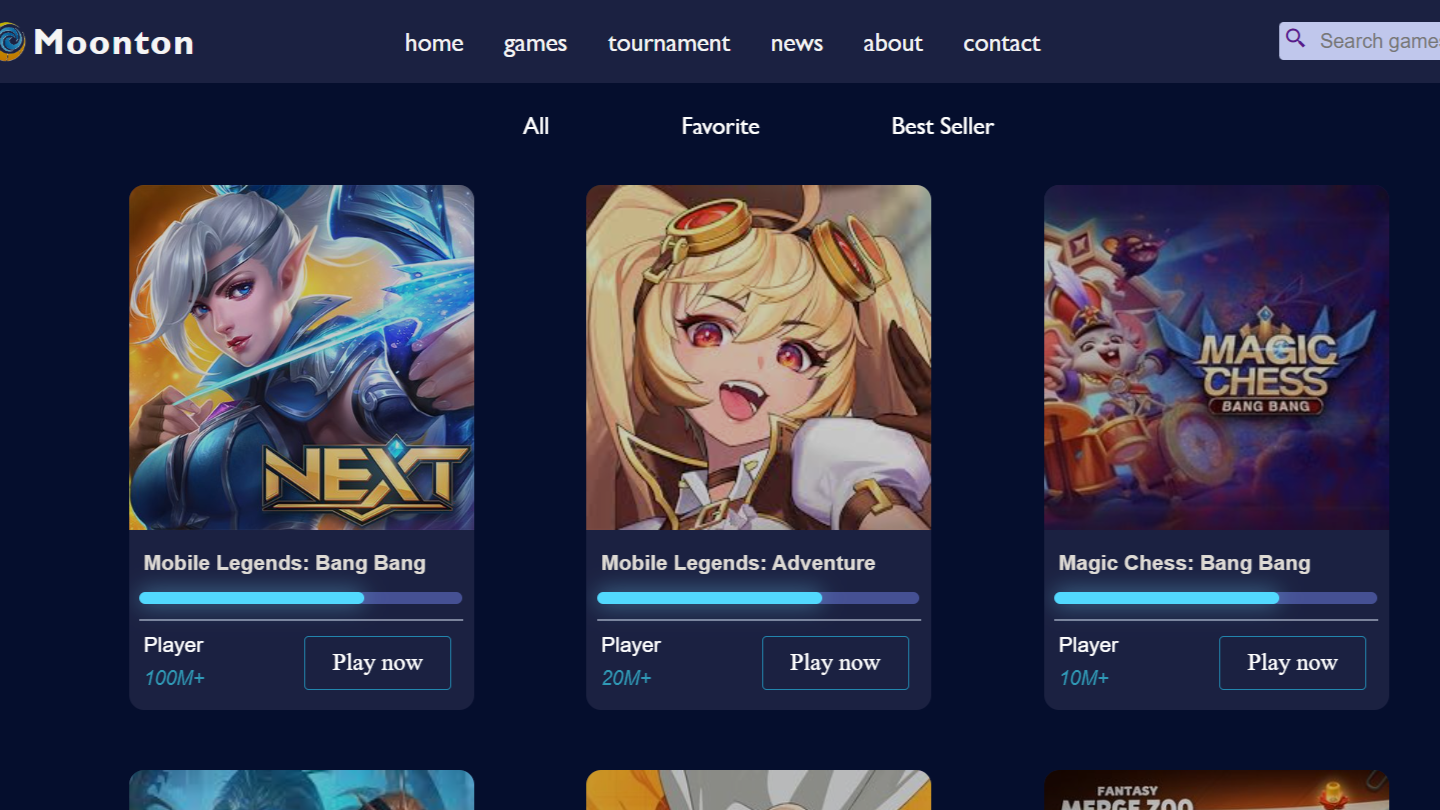 Moonton
home games tournament news about contact
Search game
All Favorite Best Seller
NEXT
MAGIC
CHESS
BANG BANG
Mobile Legends: Bang Bang
Mobile Legends: Adventure
Magic Chess: Bang Bang
Player
100M+
Play now
Player
20M+
Play now
Player
10M+
Play now
FANTASY
MERGE ZOO